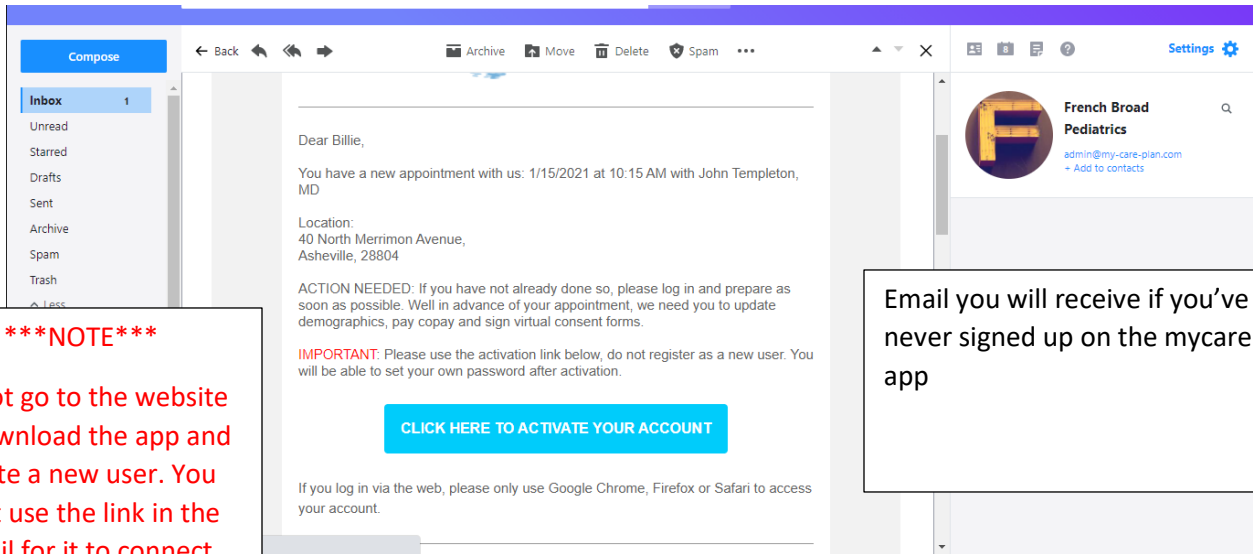 Compose
Back
Archive Move Delete Spam
Settings
Inbox 1
Unread
Starred
Drafts
Sent
Archive
Spam
Trash
Less
Dear Billie,
You have a new appointment with us: 1/15/2021 at 10:15 AM with John Templeton,
MD
Location:
40 North Merrimon Avenue,
Asheville, 28804
ACTION NEEDED: If you have not already done so, please log in and prepare as
soon as possible. Well in advance of your appointment, we need you to update
demographics, pay copay and sign virtual consent forms.
IMPORTANT: Please use the activation link below, do not register as a new user. You
will be able to set your own password after activation.
CLICK HERE TO ACTIVATE YOUR ACCOUNT
If you log in via the web, please only use Google Chrome, Firefox or Safari to access
your account.
F
French Broad
Pediatrics
admin@my-care-plan.com
+ Add to contacts
Email you will receive if you've
never signed up on the mycare
app
***NOTE***
go to the website
the app and
a new user. You
use the link in the
for it to connect